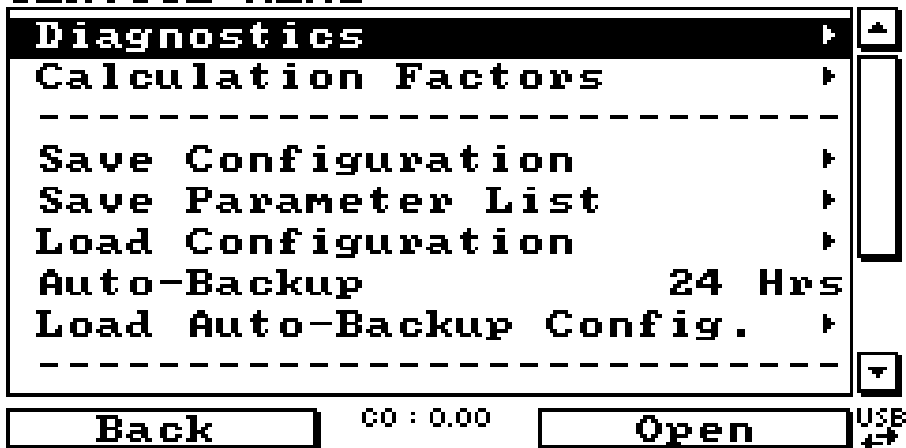 Diagnostics
Calculation Factors
Save Configuration
Save Parameter List
Load Configuration
Auto-Backup 24 Hrs
Load Auto-Backup Config.
Back CO : 0.00 Open USB